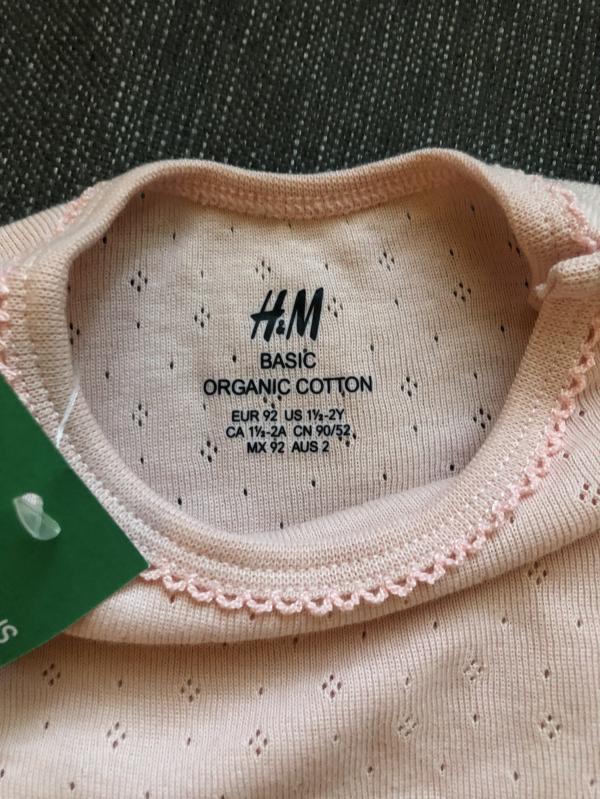 H&M
BASIC
ORGANIC COTTON
EUR 92 US 1½-2Y
CA 1½-2A CN 90/52
MX 92 AUS 2